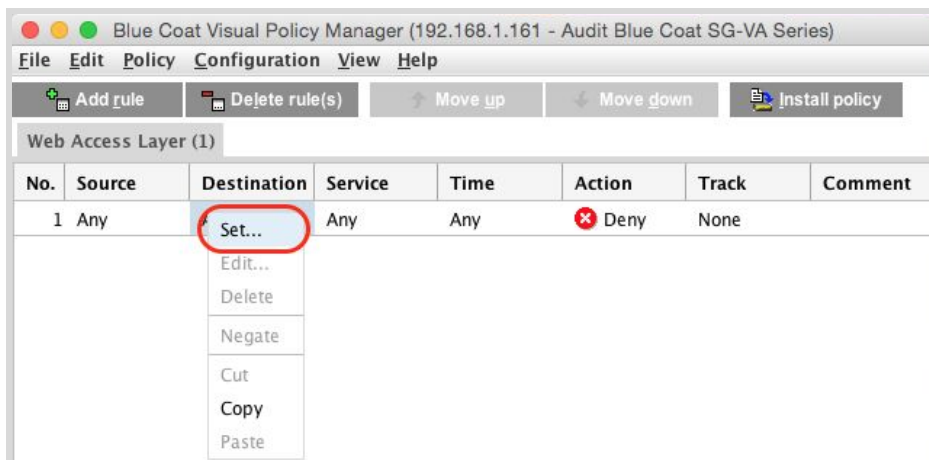 Blue Coat Visual Policy Manager (192.168.1.161 - Audit Blue Coat SG-VA Series)
File Edit Policy Configuration View Help
Add rule Delete rule(s) Move up Move down Install policy
Web Access Layer (1)
No. Source Destination Service Time Action Track Comment
1 Any Any Any Deny None
Set...
Edit...
Delete
Negate
Cut
Copy
Paste